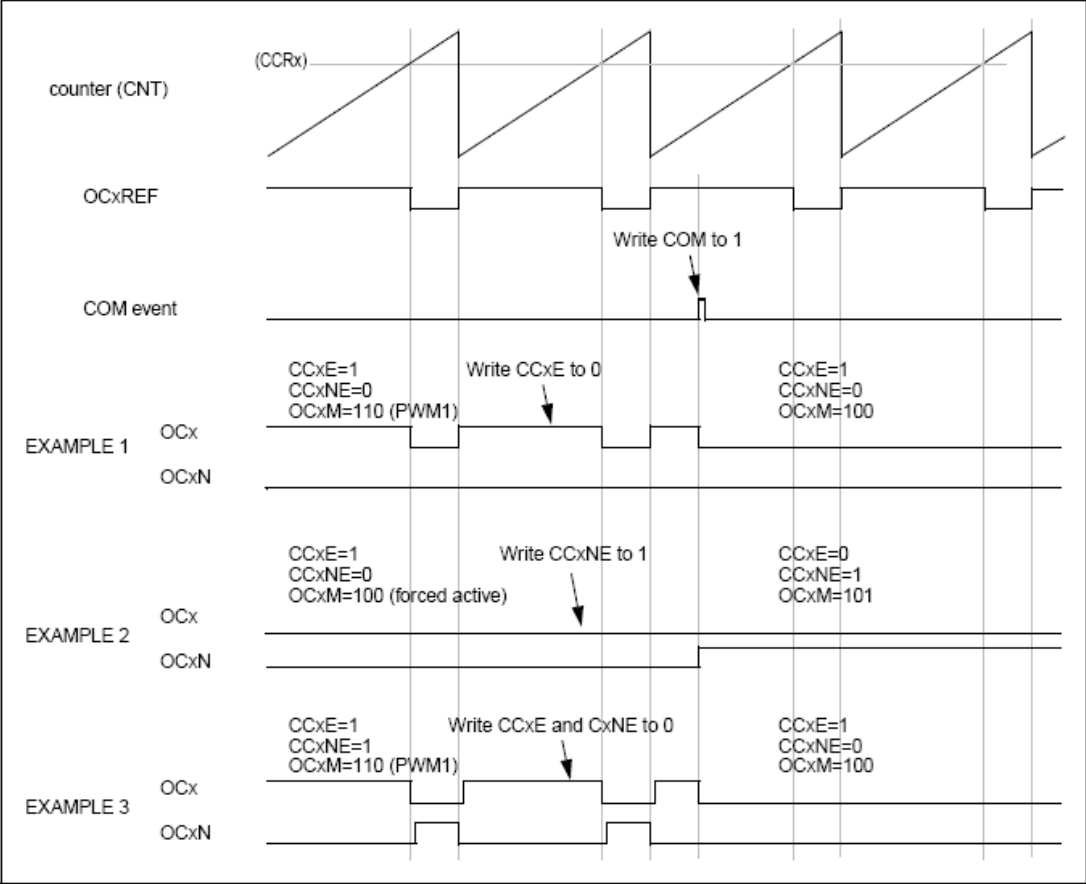 (CCRx)
counter (CNT)
OCxREF
Write COM to 1
COM event
CCxE=1
CCxNE=0
OCxM=110 (PWM1)
Write CCxE to 0
CCxE=1
CCxNE=0
OCxM=100
EXAMPLE 1
OCx
OCxN
CCxE=1
CCxNE=0
OCxM=100 (forced active)
Write CCxNE to 1
CCxE=0
CCxNE=1
OCxM=101
EXAMPLE 2
OCx
OCxN
CCxE=1
CCxNE=1
OCxM=110 (PWM1)
Write CCxE and CxNE to 0
CCxE=1
CCxNE=0
OCxM=100
EXAMPLE 3
OCx
OCxN